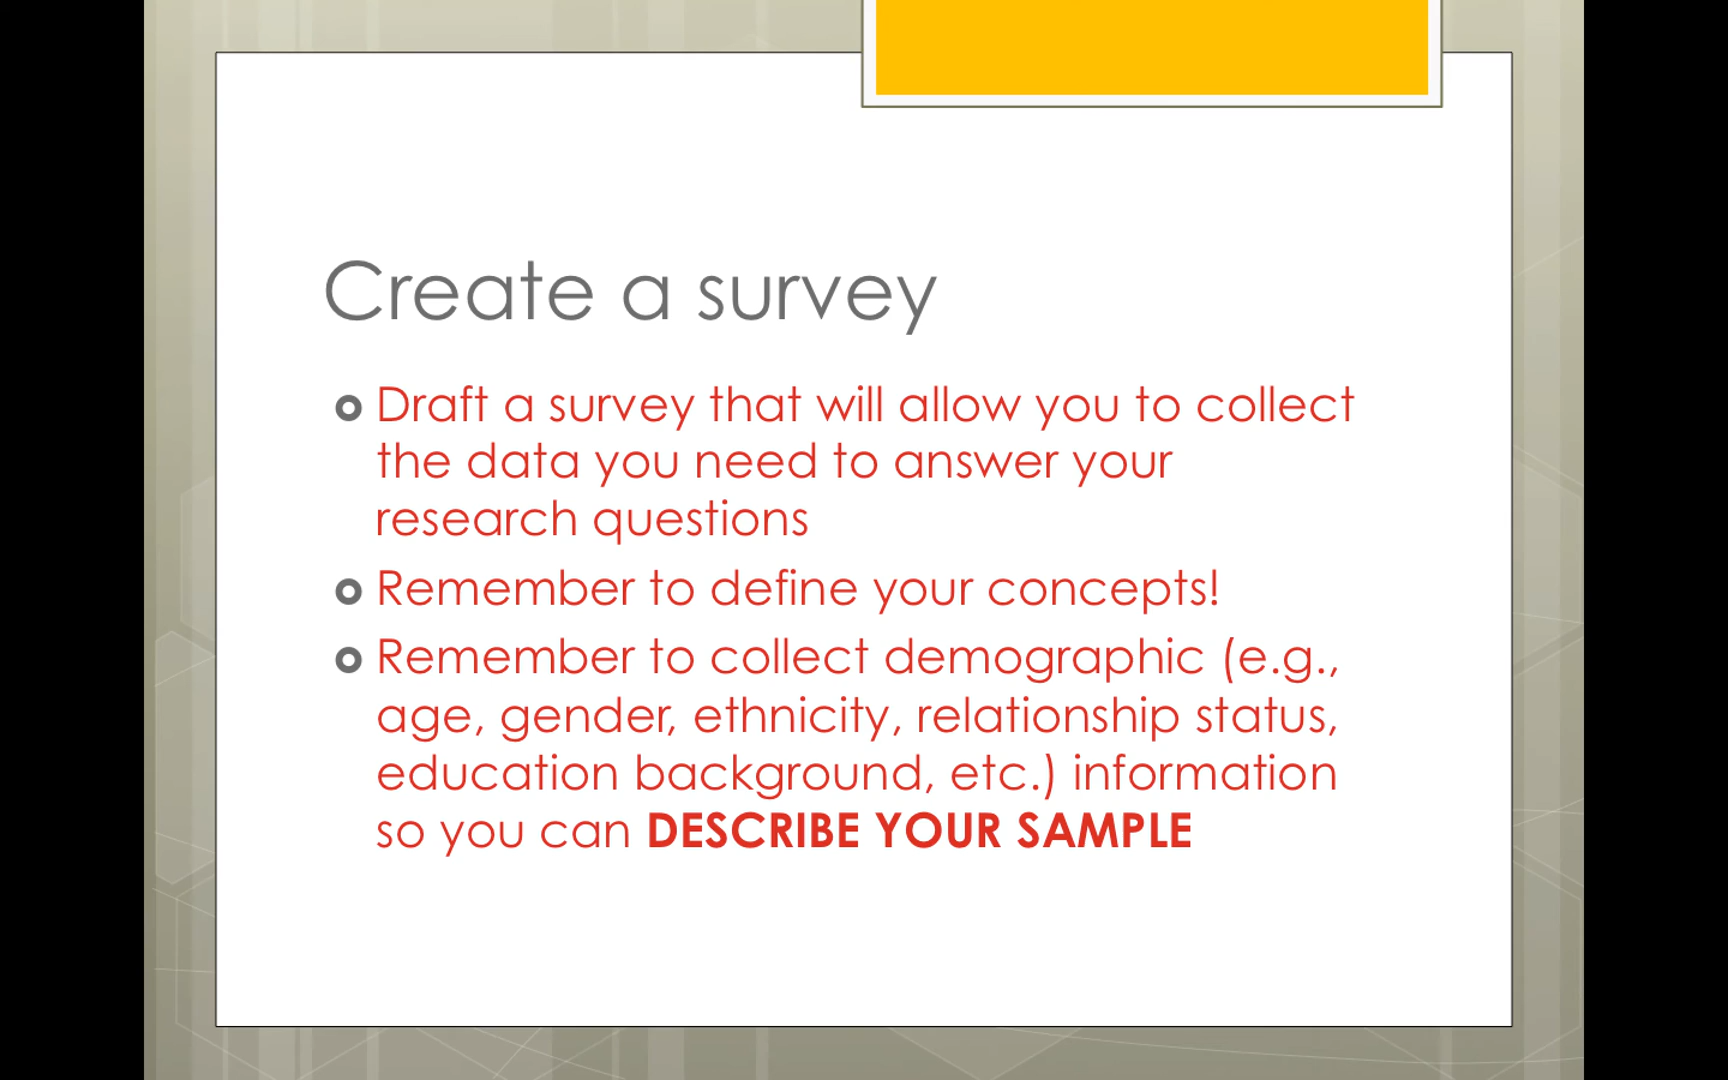 Create a survey
Draft a survey that will allow you to collect
the data you need to answer your
research questions
Remember to define your concepts!
Remember to collect demographic (e.g.,
age, gender, ethnicity, relationship status,
education background, etc.) information
so you can DESCRIBE YOUR SAMPLE